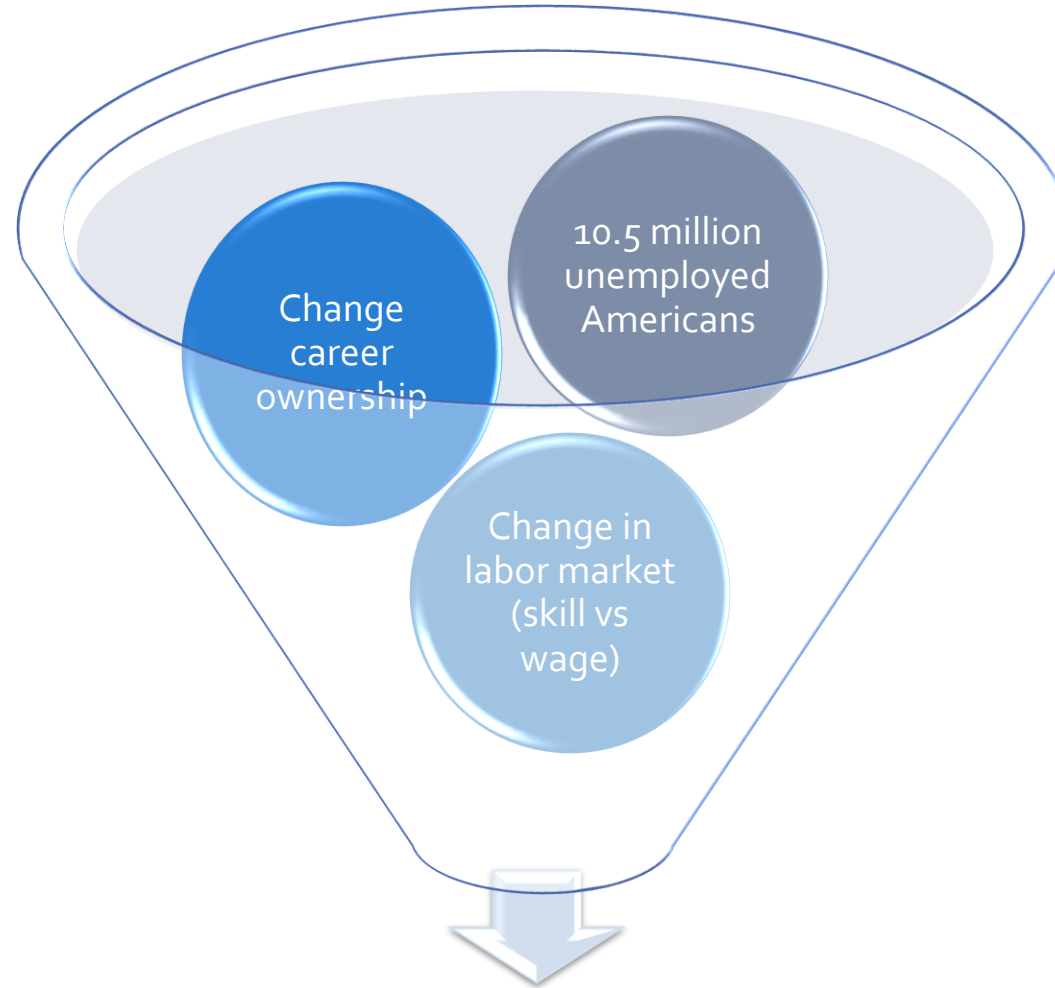 10.5 million
unemployed
Americans
Change
career
ownership
Change in
labor market
(skill vs
wage)